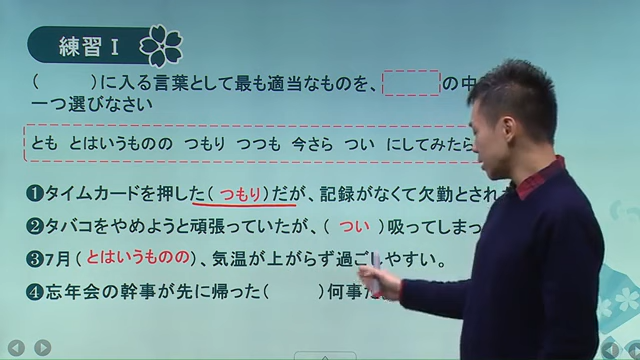 練習Ⅰ
(　　　)に入る言葉として最も適当なものを、　　　の中
一つ選びなさい
とも とはいうものの つもり つつも 今さら つい にしてみたら
❶タイムカードを押した(つもり)だが、記録がなくて欠勤とされ
❷タバコをやめようと頑張っていたが、(つい)吸ってしまっ
❸7月(とはいうものの)、気温が上がらず過ごしやすい。
❹忘年会の幹事が先に帰った(　　　)何事だ